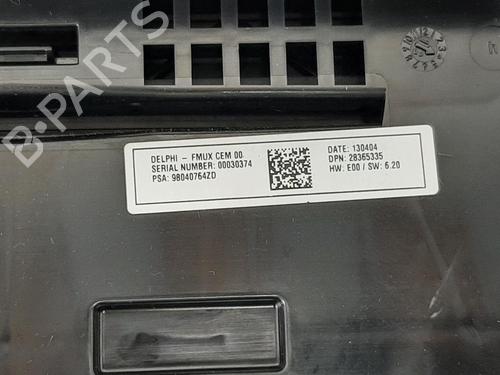 DELPHI - FMUX CEM 00
SERIAL NUMBER: 00030374
PSA: 98040764ZD
DATE: 130404
DPN: 28365335
HW: E00 / SW: 6.20
B-PARTS